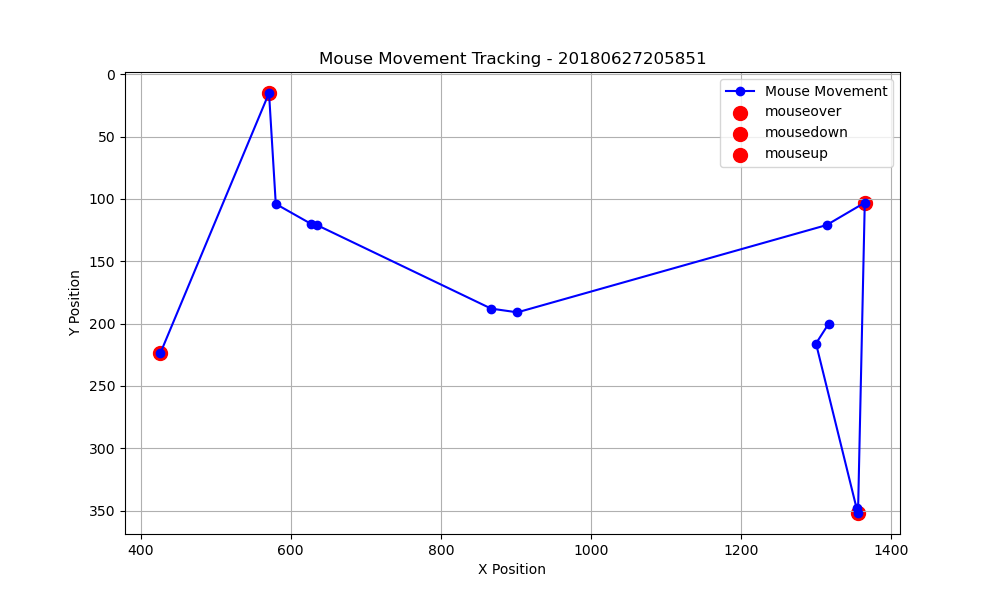 Mouse Movement Tracking - 20180627205851
Mouse Movement
mouseover
mousedown
mouseup
0
50
100
150
200
250
300
350
Y Position
400 600 800 1000 1200 1400
X Position